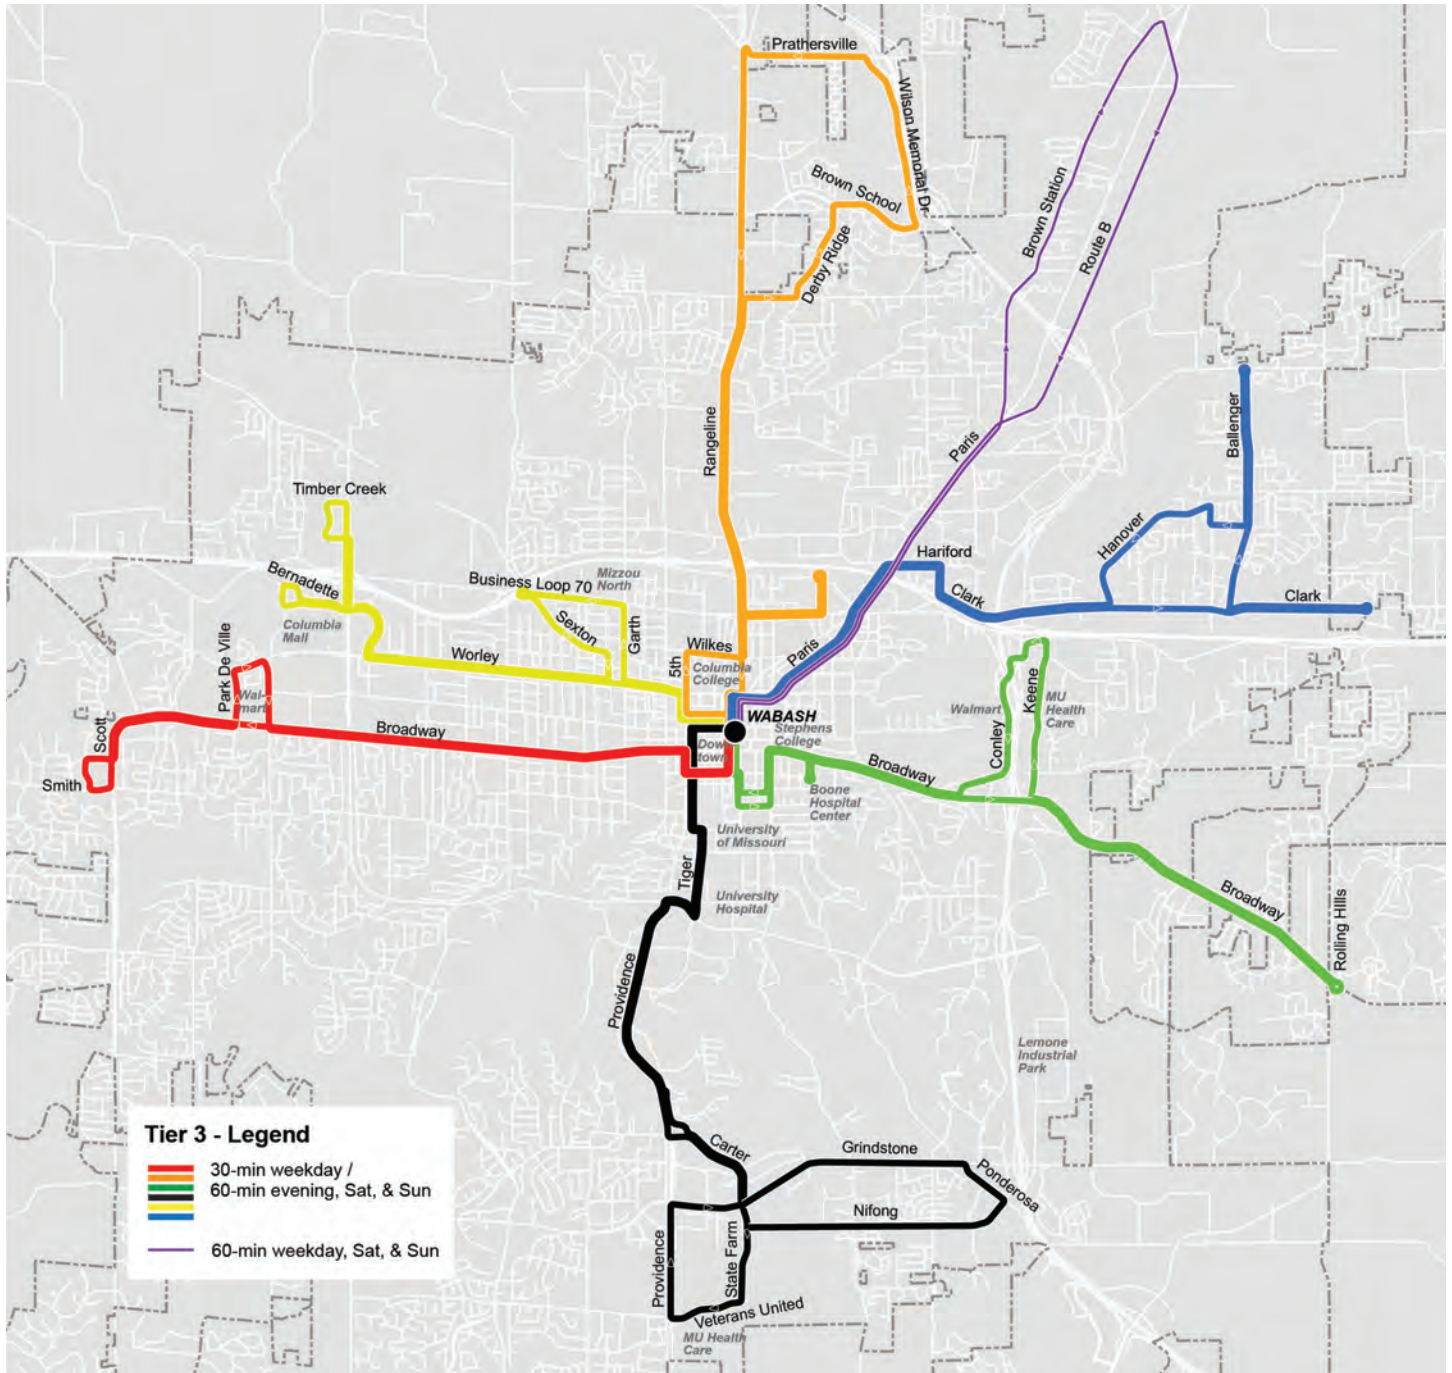 Prathersville
Wilson Memorial Dr.
Brown School
Derby Ridge
Brown Station
Route B
Rangeline
Paris
Ballenger
Timber Creek
Hanover
Hariford
Bernadette
Business Loop 70
Mizzou
North
Clark
Clark
Columbia
Mall
Sexton
Garth
Wilkes
5th
Columbia
College
Paris
Worley
Park De Ville
Wal-
mart
Keene
MU
Health
Care
Walmart
Conley
WABASH
Stephens
College
Scott
Broadway
Dow
town
Broadway
Smith
Boone
Hospital
Center
University
of Missouri
Tiger
University
Hospital
Broadway
Rolling HIlls
Providence
Lemone
Industrial
Park
Tier 3 - Legend
30-min weekday /
60-min evening, Sat, & Sun
60-min weekday, Sat, & Sun
Carter
Grindstone
Ponderosa
Nifong
Providence
State Farm
Veterans United
MU Health
Care